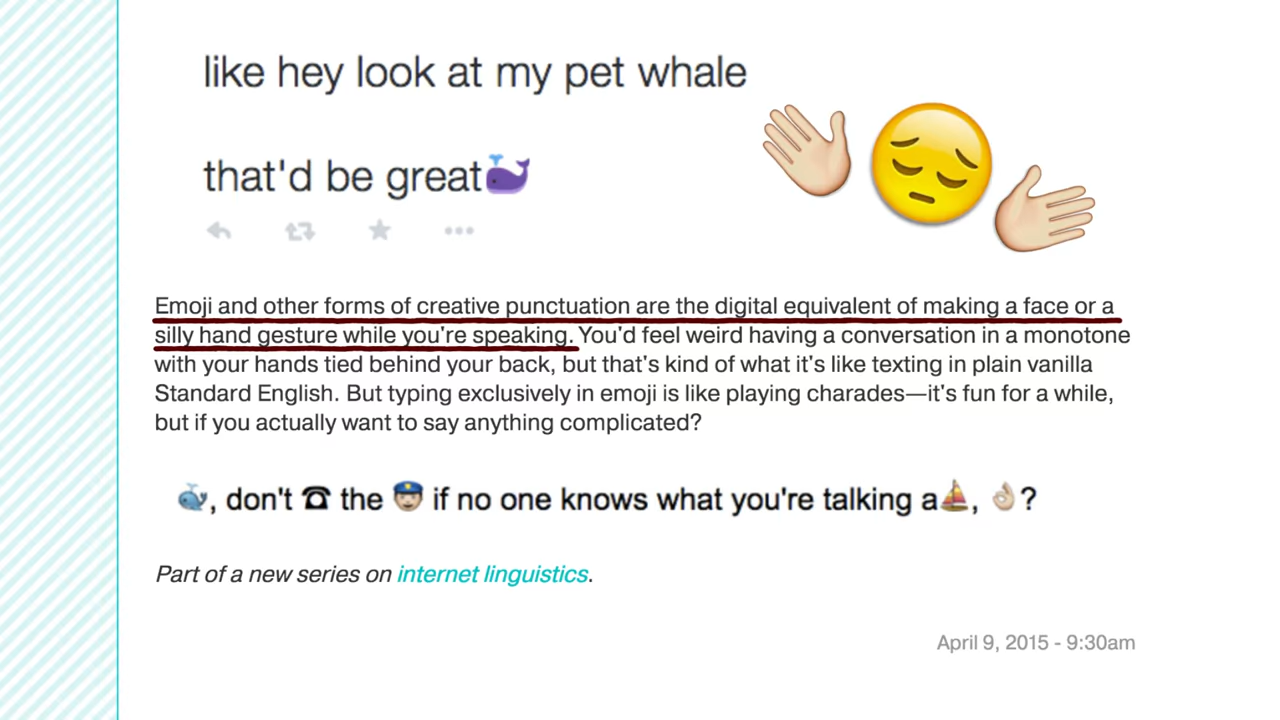 like hey look at my pet whale
that'd be great🐳
Emoji and other forms of creative punctuation are the digital equivalent of making a face or a
silly hand gesture while you're speaking. You'd feel weird having a conversation in a monotone
with your hands tied behind your back, but that's kind of what it's like texting in plain vanilla
Standard English. But typing exclusively in emoji is like playing charades—it's fun for a while,
but if you actually want to say anything complicated?
🐳, don't ☎ the 👮 if no one knows what you're talking a⛵, 👌?
Part of a new series on internet linguistics.
April 9, 2015 - 9:30am